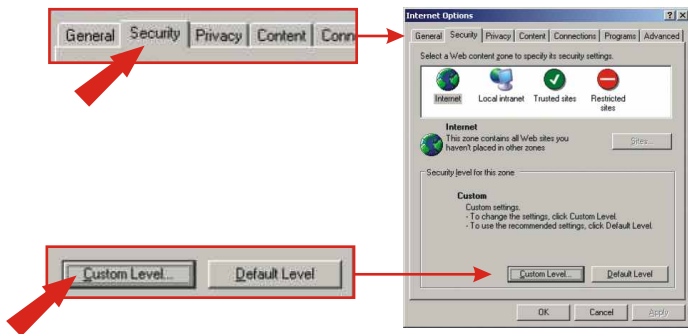 General Security Privacy Content Conn
Internet Options
General Security Privacy Content Connections Programs Advanced
Select a Web content zone to specify its security settings.
Internet Local intranet Trusted sites Restricted
sites
Internet
This zone contains all Web sites you
haven't placed in other zones
Sites...
Security level for this zone
Custom
Custom settings.
- To change the settings, click Custom Level.
- To use the recommended settings, click Default Level.
Custom Level... Default Level
Custom Level... Default Level
OK Cancel Apply